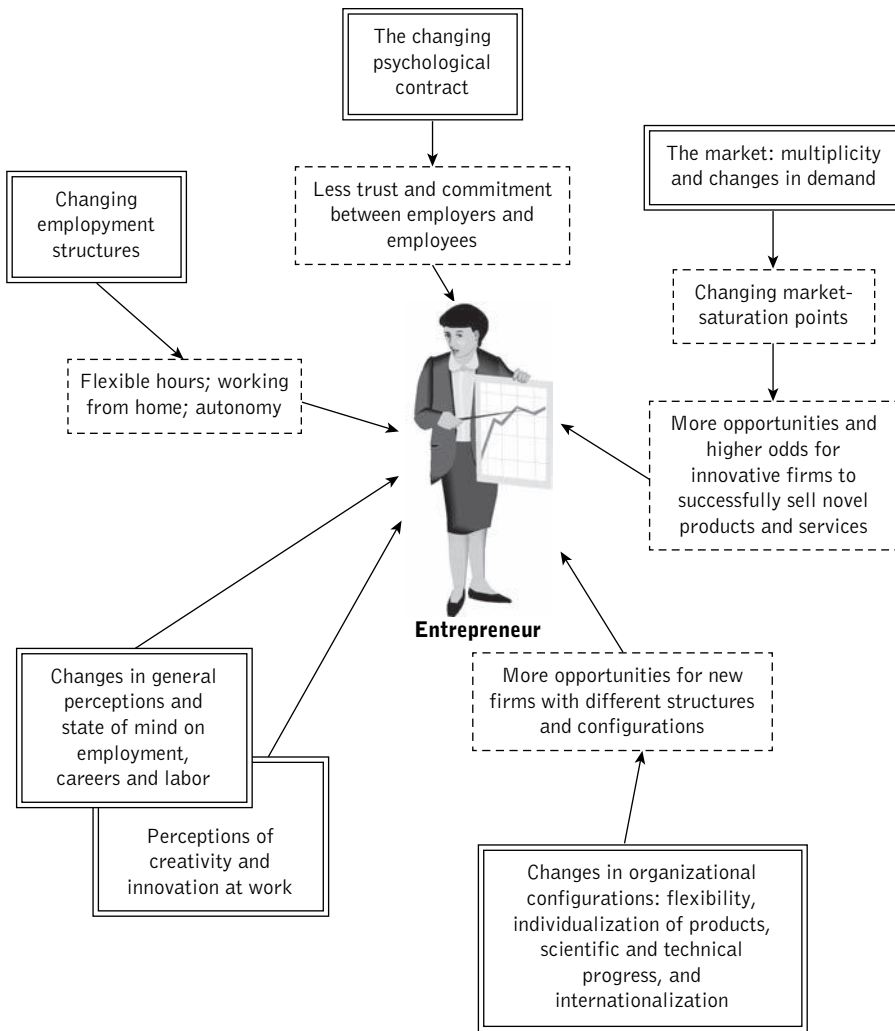 The changing
psychological
contract
Less trust and commitment
between employers and
employees
The market: multiplicity
and changes in demand
Changing market-
saturation points
More opportunities and
higher odds for
innovative firms to
successfully sell novel
products and services
Changing
emplopyment
structures
Flexible hours; working
from home; autonomy
Entrepreneur
Changes in general
perceptions and
state of mind on
employment,
careers and labor
Perceptions of
creativity and
innovation at work
More opportunities for new
firms with different structures
and configurations
Changes in organizational
configurations: flexibility,
individualization of products,
scientific and technical
progress, and
internationalization